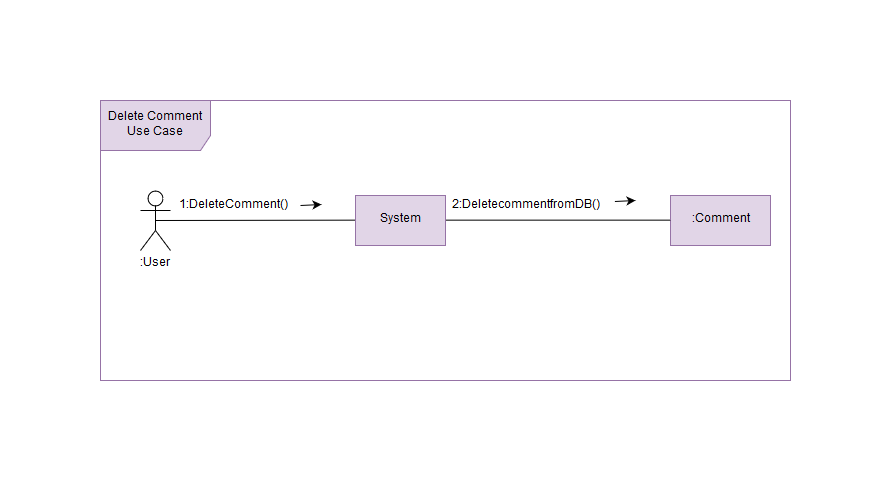 Delete Comment
Use Case
1:DeleteComment()
2:DeletecommentfromDB()
System
:Comment
:User